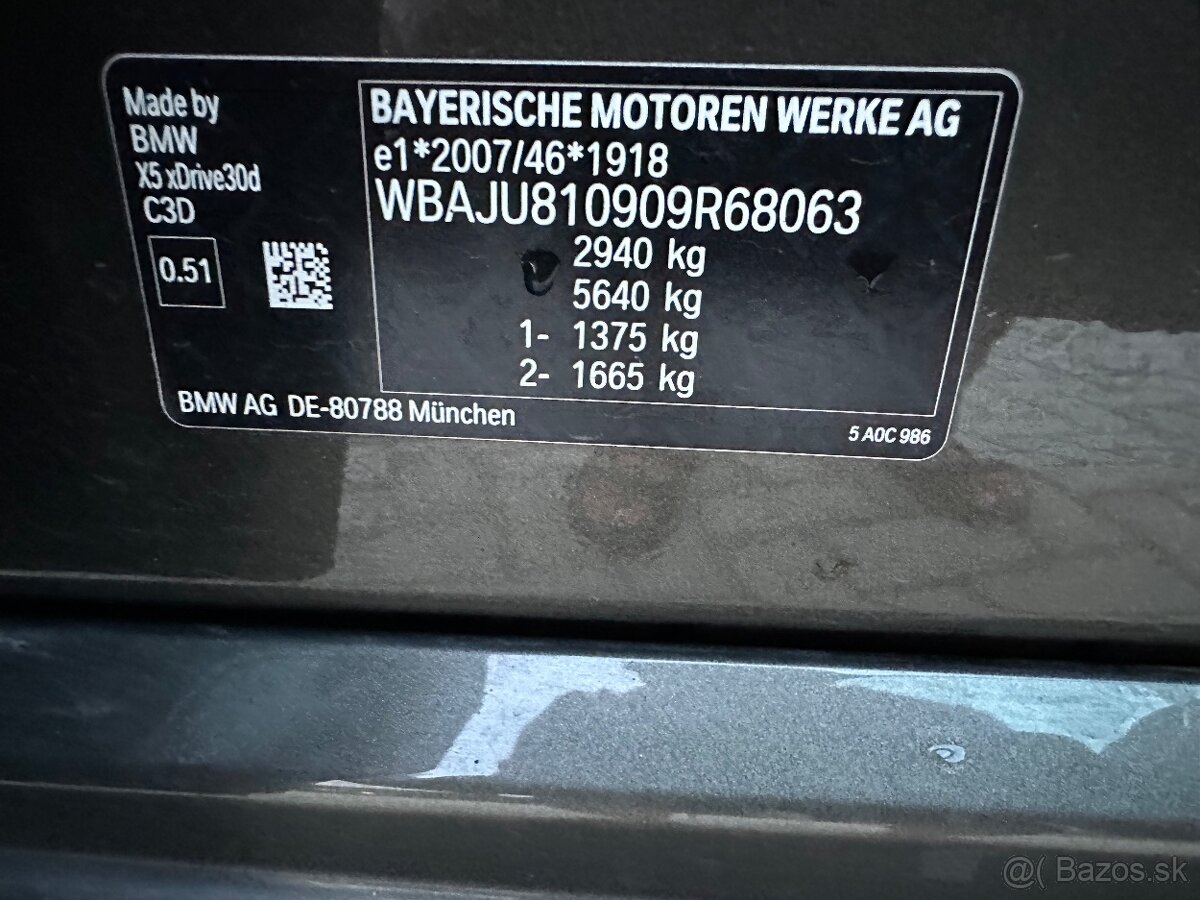 Made by
BMW
X5 xDrive30d
C3D
0.51
BAYERISCHE MOTOREN WERKE AG
e1*2007/46*1918
WBAJU810909R68063
2940 kg
5640 kg
1- 1375 kg
2- 1665 kg
BMW AG DE-80788 München
5 A0C 986
@( Bazos.sk